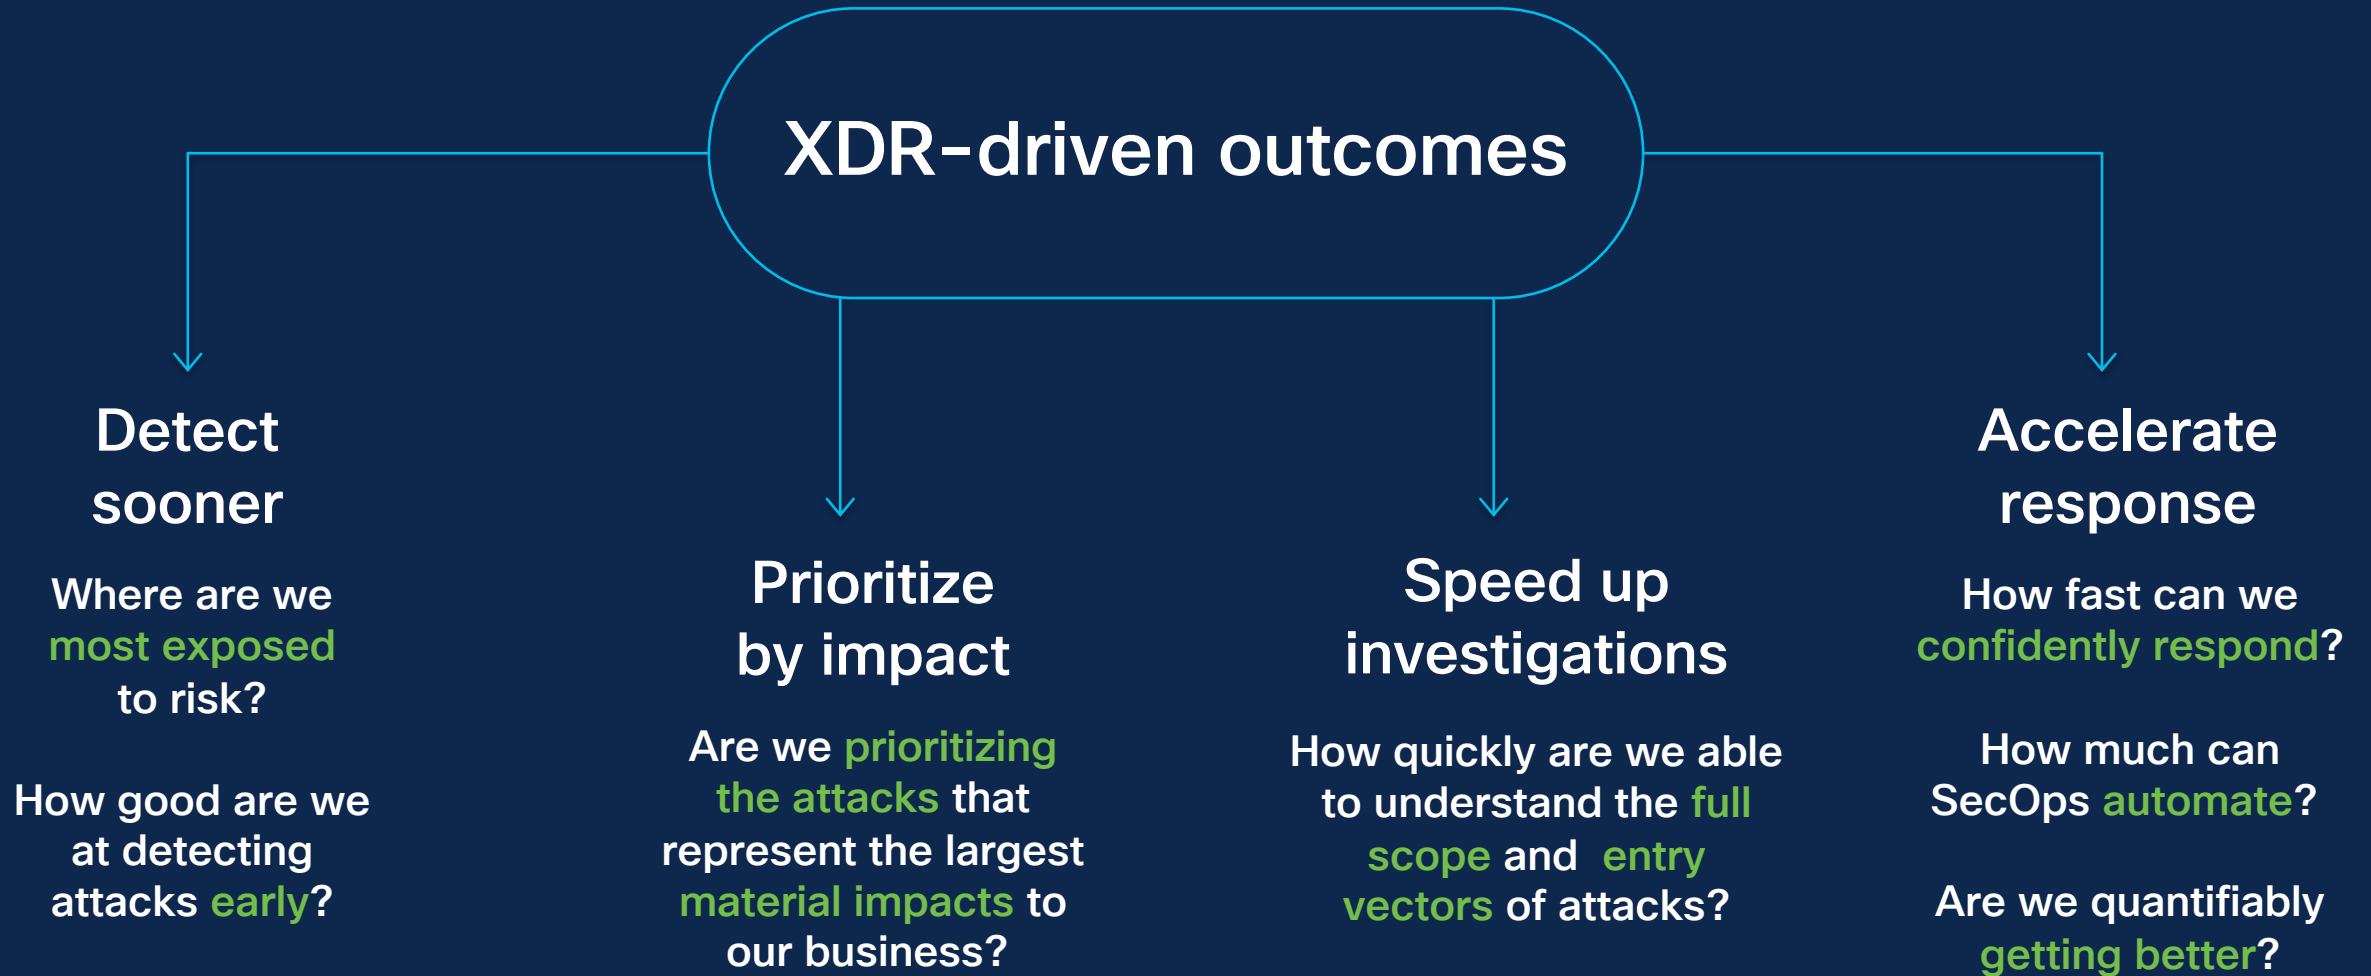 XDR-driven outcomes
Detect
sooner
Where are we
most exposed
to risk?
How good are we
at detecting
attacks early?
Prioritize
by impact
Are we prioritizing
the attacks that
represent the largest
material impacts to
our business?
Speed up
investigations
How quickly are we able
to understand the full
scope and entry
vectors of attacks?
Accelerate
response
How fast can we
confidently respond?
How much can
SecOps automate?
Are we quantifiably
getting better?